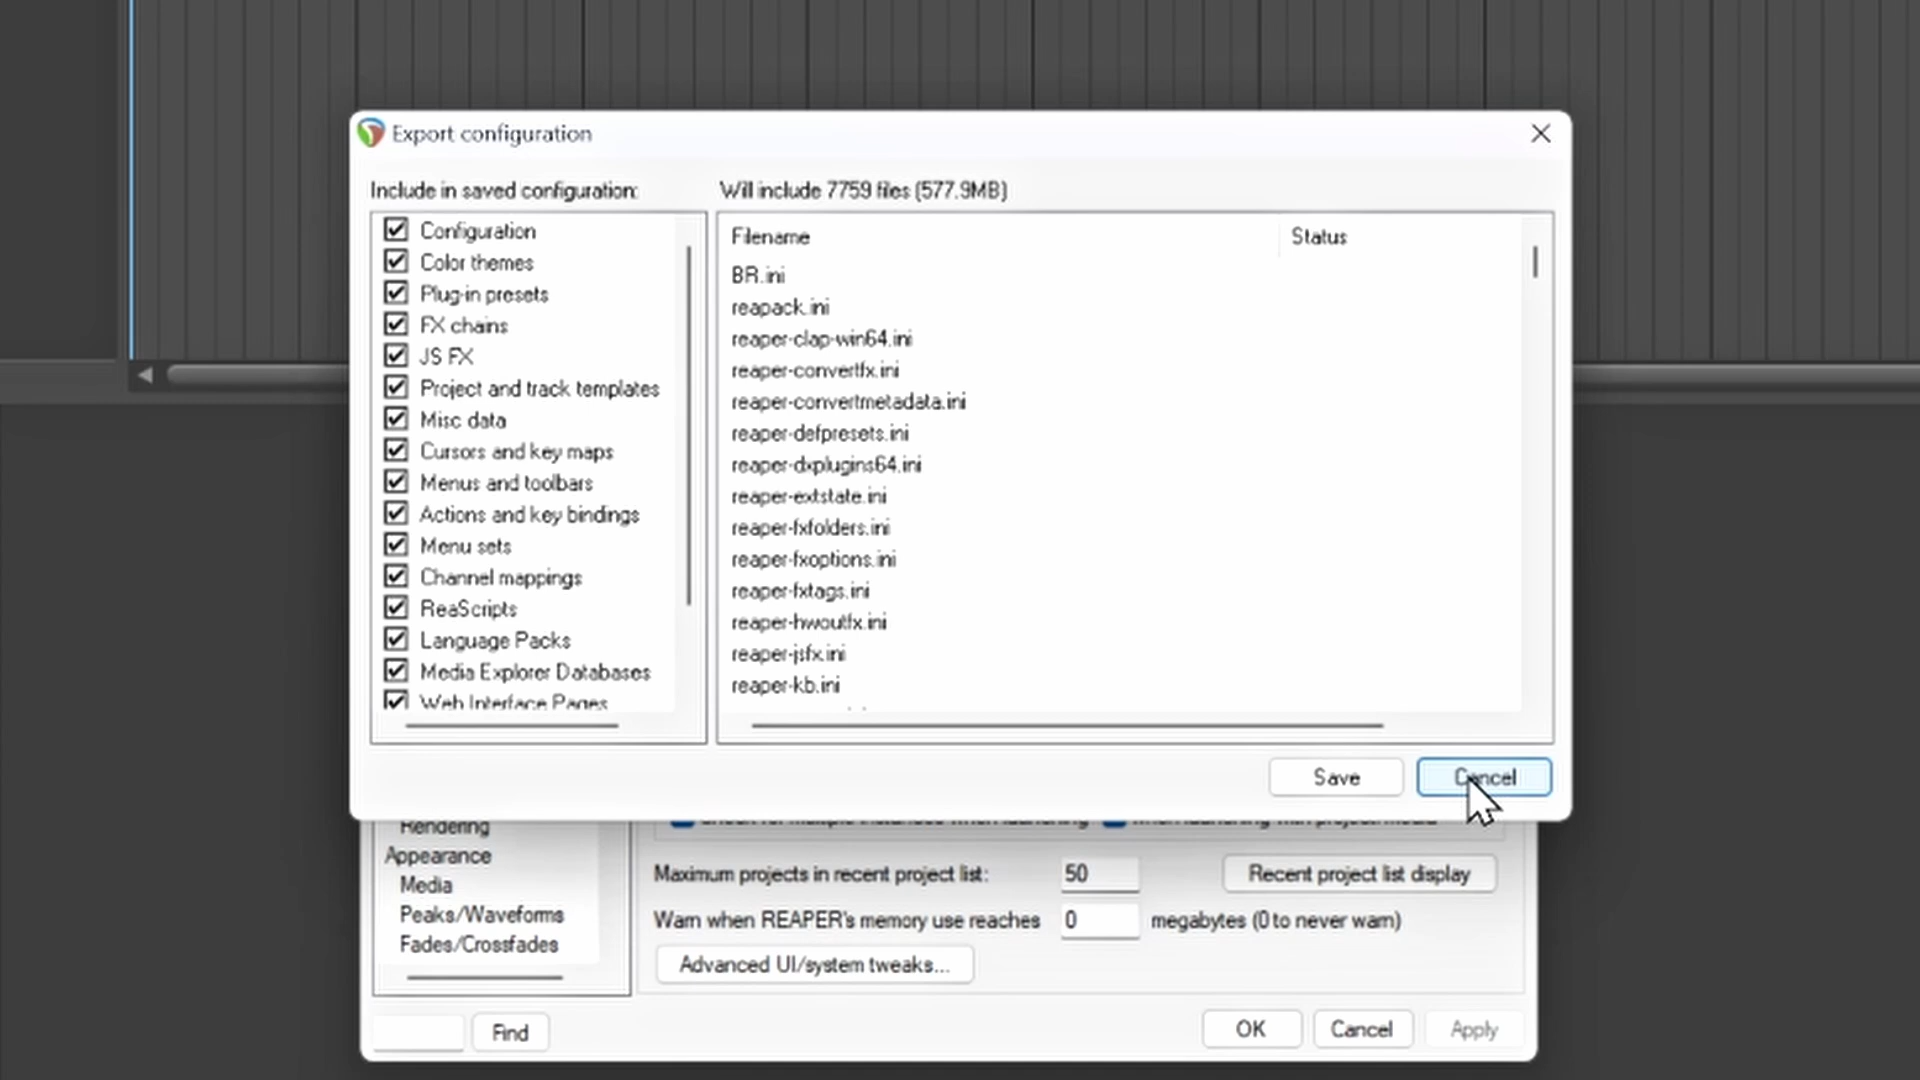 Export configuration
Include in saved configuration:
Will include 7759 files (577.9MB)
Configuration
Color themes
Plug-in presets
FX chains
JS FX
Project and track templates
Misc data
Cursors and key maps
Menus and toolbars
Actions and key bindings
Menu sets
Channel mappings
ReaScripts
Language Packs
Media Explorer Databases
Web Interface Pages
Filename Status
BR.ini
reapack.ini
reaper-clap-win64.ini
reaper-convertfx.ini
reaper-convertmetadata.ini
reaper-defpresets.ini
reaper-dxplugins64.ini
reaper-extstate.ini
reaper-fxfolders.ini
reaper-fxoptions.ini
reaper-fxtags.ini
reaper-hwoutfx.ini
reaper-jsfx.ini
reaper-kb.ini
Save Cancel
Rendering
Appearance
Media
Peaks/Waveforms
Fades/Crossfades
Maximum projects in recent project list: 50 Recent project list display
Warn when REAPER's memory use reaches 0 megabytes (0 to never warn)
Advanced UI/system tweaks...
Find
OK Cancel Apply